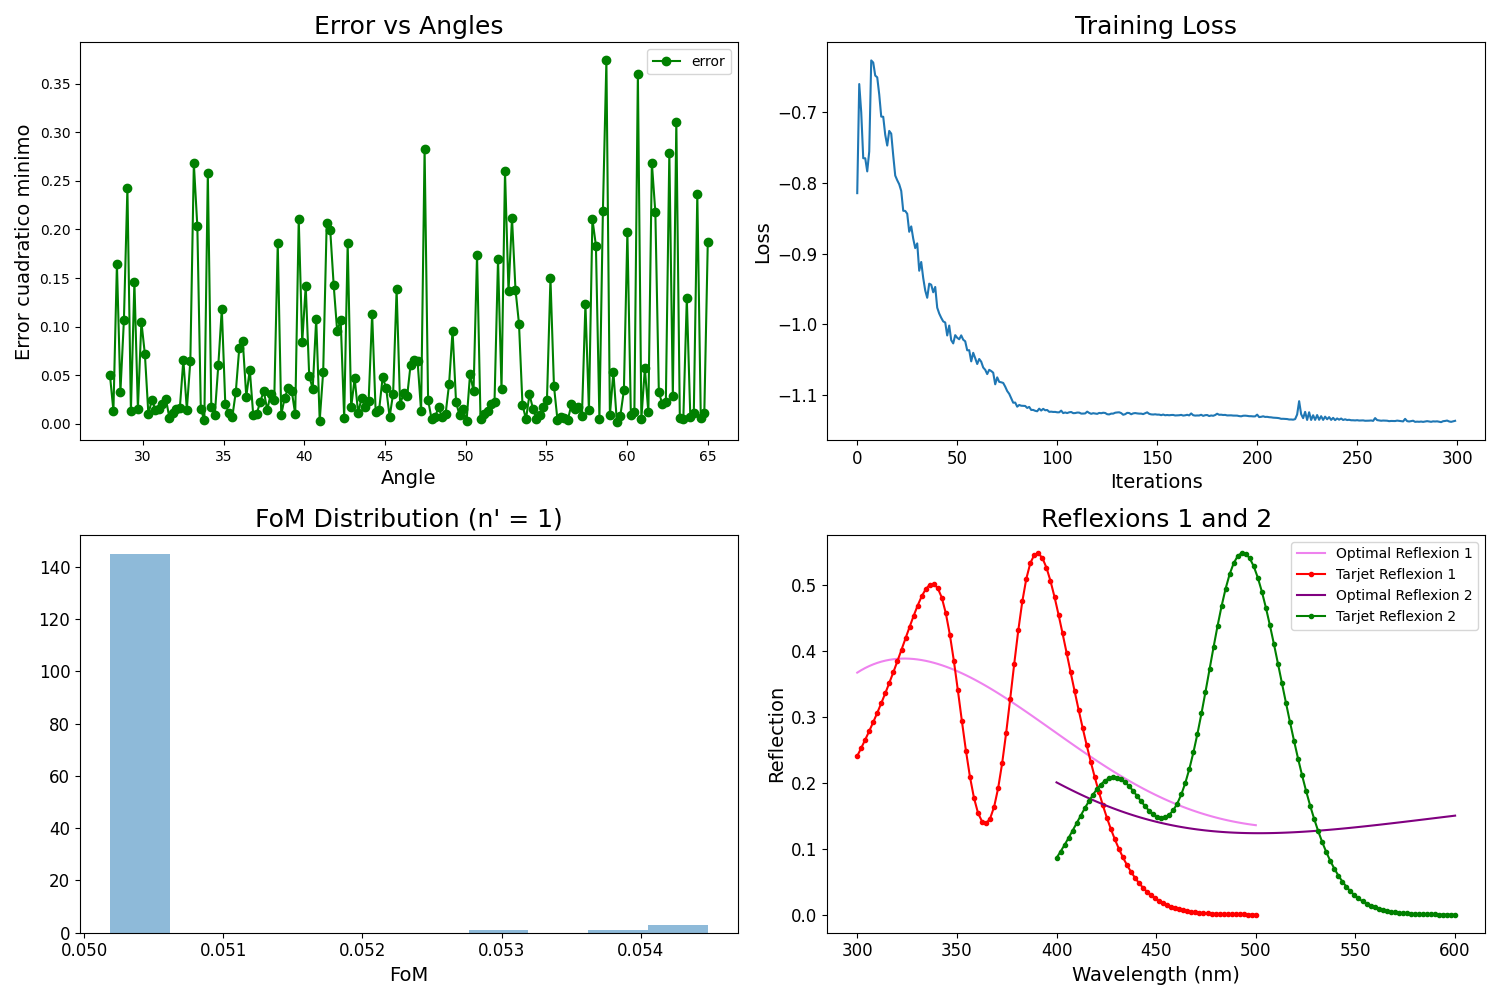 Error vs Angles
error
Error cuadratico minimo
0.35
0.30
0.25
0.20
0.15
0.10
0.05
0.00
30 35 40 45 50 55 60 65
Angle
Training Loss
Loss
−0.7
−0.8
−0.9
−1.0
−1.1
0 50 100 150 200 250 300
Iterations
FoM Distribution (n' = 1)
140
120
100
80
60
40
20
0
0.050 0.051 0.052 0.053 0.054
FoM
Reflexions 1 and 2
Optimal Reflexion 1
Tarjet Reflexion 1
Optimal Reflexion 2
Tarjet Reflexion 2
Reflection
0.5
0.4
0.3
0.2
0.1
0.0
300 350 400 450 500 550 600
Wavelength (nm)